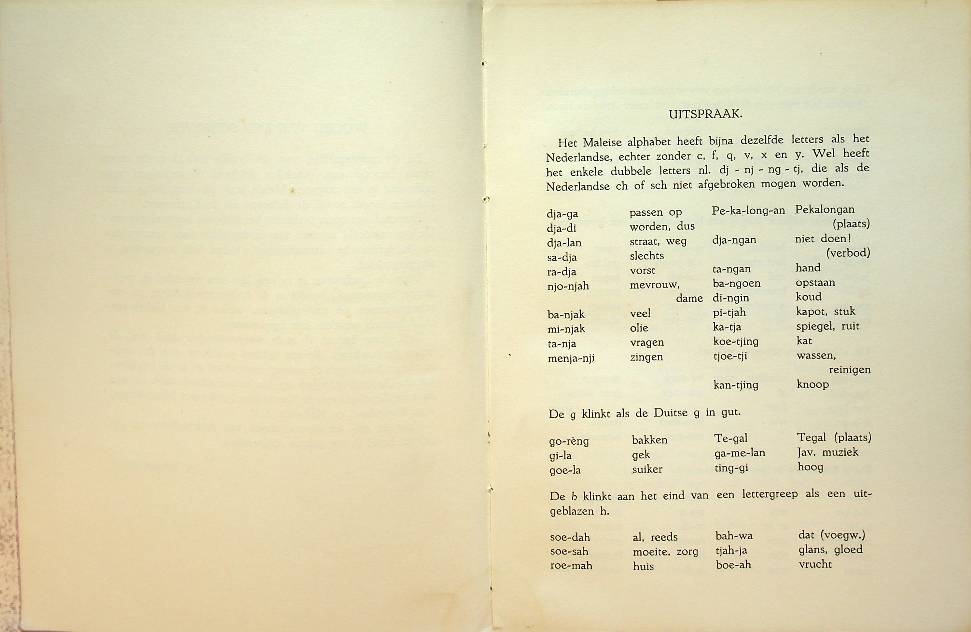 UITSPRAAK.
Het Maleise alphabet heeft bijna dezelfde letters als het
Nederlandse, echter zonder c, f, q, v, x en y. Wel heeft
het enkele dubbele letters nl. dj - nj - ng - tj, die als de
Nederlandse ch of sch niet afgebroken mogen worden.
dja-ga passen op Pe-ka-long-an Pekalongan
dja-di worden, dus (plaats)
dja-lan straat, weg dja-ngan niet doen!
sa-dja slechts (verbod)
ra-dja vorst ta-ngan hand
njo-njah mevrouw, ba-ngoen opstaan
dame di-ngin koud
ba-njak veel pi-tjah kapot, stuk
mi-njak olie ka-tja spiegel, ruit
ta-nja vragen koe-tjing kat
menja-nji zingen tjoe-tji wassen,
reinigen
kan-tjing knoop
De g klinkt als de Duitse g in gut.
go-rèng bakken Te-gal Tegal (plaats)
gi-la gek ga-me-lan Jav. muziek
goe-la suiker ting-gi hoog
De h klinkt aan het eind van een lettergreep als een uit-
geblazen h.
soe-dah al, reeds bah-wa dat (voegw.)
soe-sah moeite, zorg tjah-ja glans, gloed
roe-mah huis boe-ah vrucht